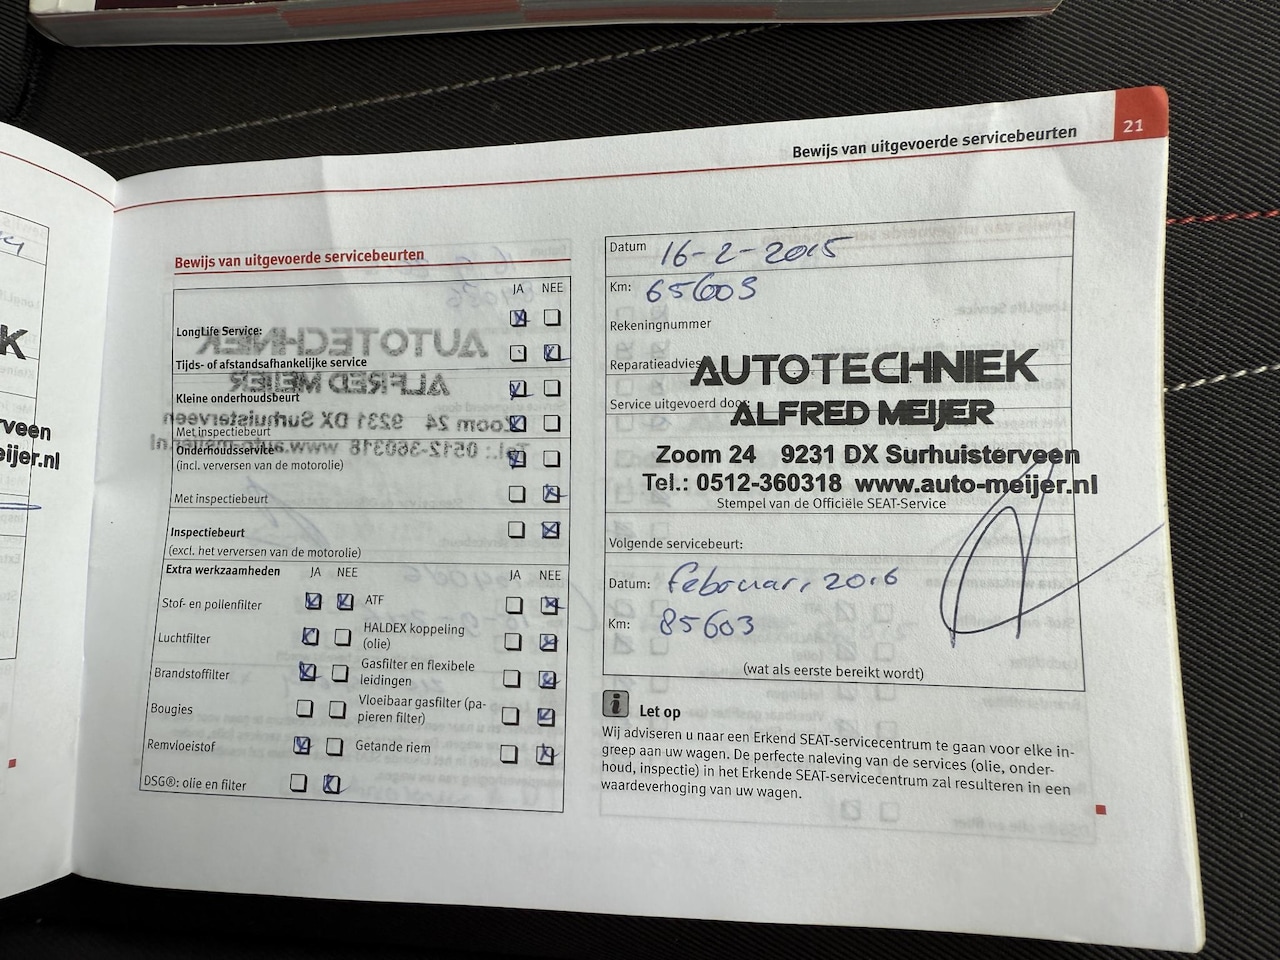 21
Bewijs van uitgevoerde servicebeurten
Bewijs van uitgevoerde servicebeurten
JA NEE
LongLife Service:
Tijds- of afstandsafhankelijke service
Kleine onderhoudsbeurt
Met inspectiebeurt
Onderhoudsservice
(incl. verversen van de motorolie)
Met inspectiebeurt
Inspectiebeurt
(excl. het verversen van de motorolie)
Extra werkzaamheden JA NEE JA NEE
Stof- en pollenfilter ATF
Luchtfilter HALDEX koppeling
(olie)
Brandstoffilter Gasfilter en flexibele
leidingen
Bougies Vloeibaar gasfilter (pa-
pieren filter)
Remvloeistof Getande riem
DSG®: olie en filter
Datum 16-2-2015
Km: 65603
Rekeningnummer
Reparatieadvies
AUTOTECHNIEK
Service uitgevoerd door:
ALFRED MEIJER
Zoom 24 9231 DX Surhuisterveen
Tel.: 0512-360318 www.auto-meijer.nl
Stempel van de Officiële SEAT-Service
Volgende servicebeurt:
Datum: februari 2016
Km: 85603
(wat als eerste bereikt wordt)
i Let op
Wij adviseren u naar een Erkend SEAT-servicecentrum te gaan voor elke in-
greep aan uw wagen. De perfecte naleving van de services (olie, onder-
houd, inspectie) in het Erkende SEAT-servicecentrum zal resulteren in een
waardeverhoging van uw wagen.